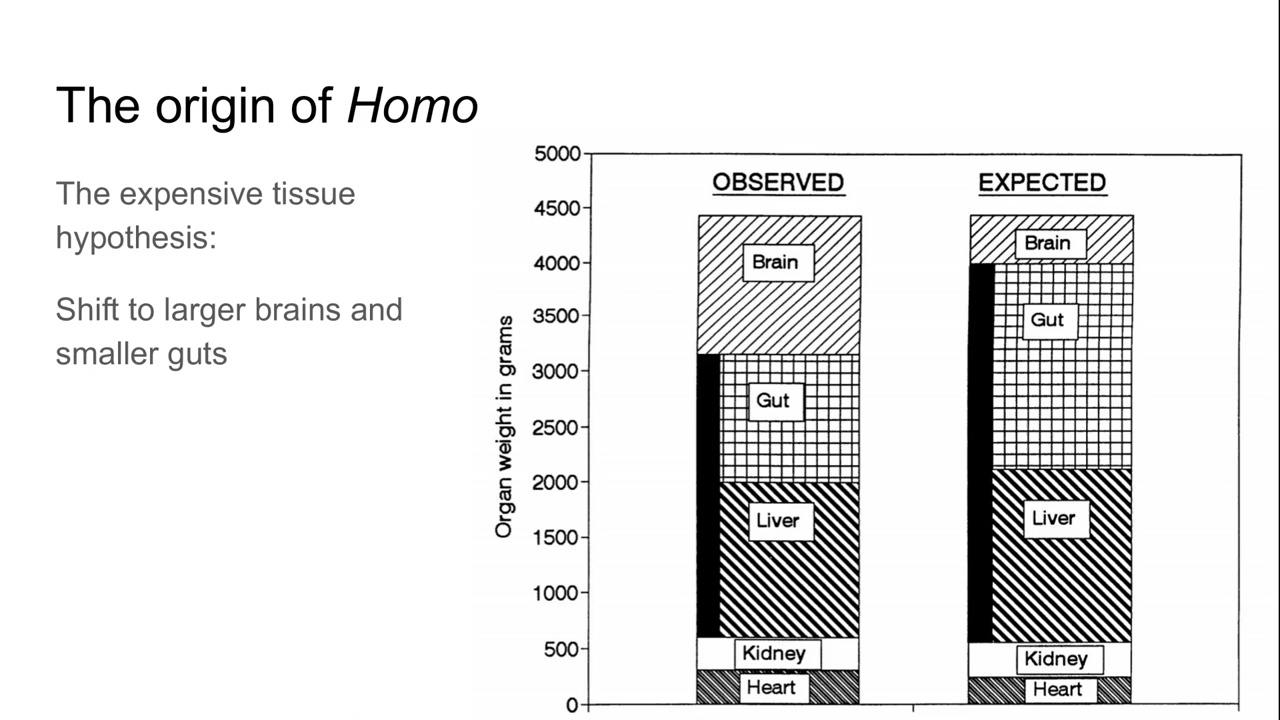 The origin of Homo
The expensive tissue
hypothesis:
Shift to larger brains and
smaller guts
Organ weight in grams
5000
4500
4000
3500
3000
2500
2000
1500
1000
500
0
OBSERVED
Brain
Gut
Liver
Kidney
Heart
EXPECTED
Brain
Gut
Liver
Kidney
Heart